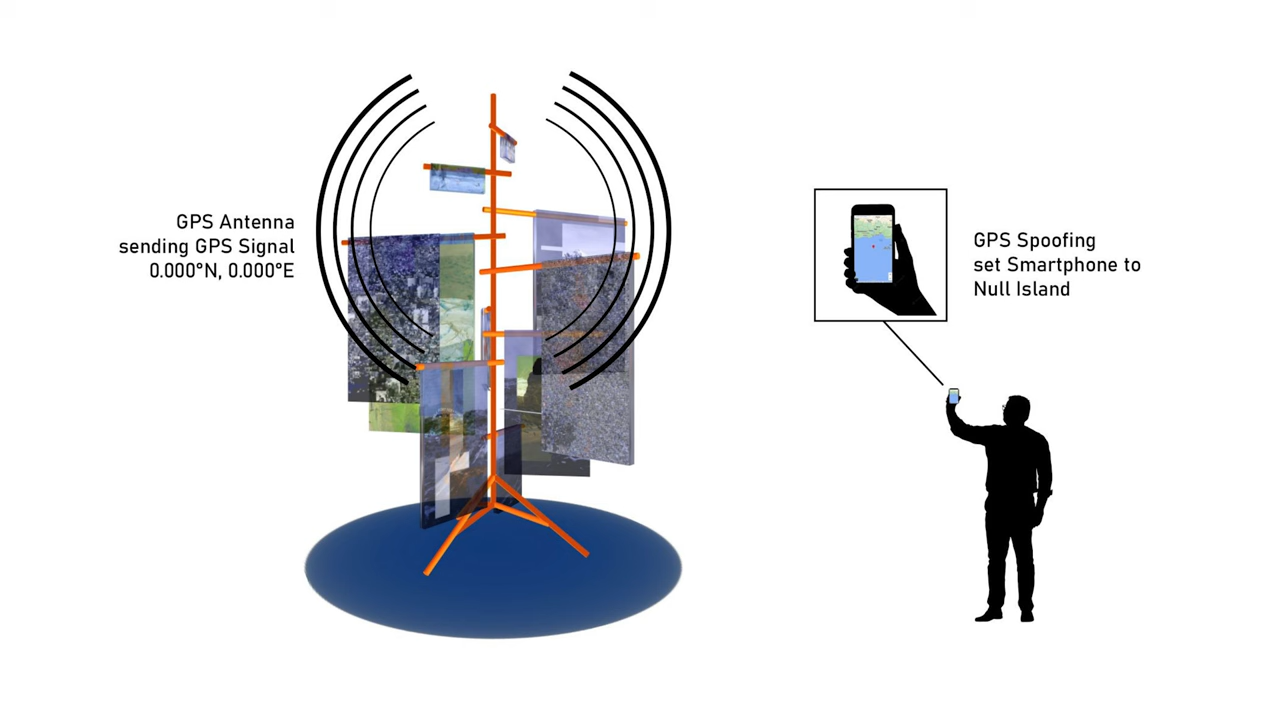 GPS Antenna
sending GPS Signal
0.000°N, 0.000°E
GPS Spoofing
set Smartphone to
Null Island